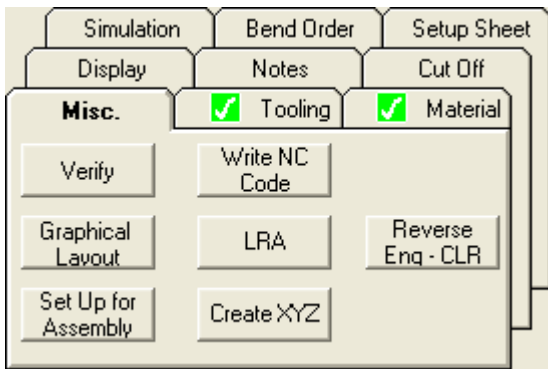 Simulation Bend Order Setup Sheet
Display Notes Cut Off
Misc. Tooling Material
Verify
Write NC
Code
Graphical
Layout
LRA
Reverse
Eng - CLR
Set Up for
Assembly
Create XYZ